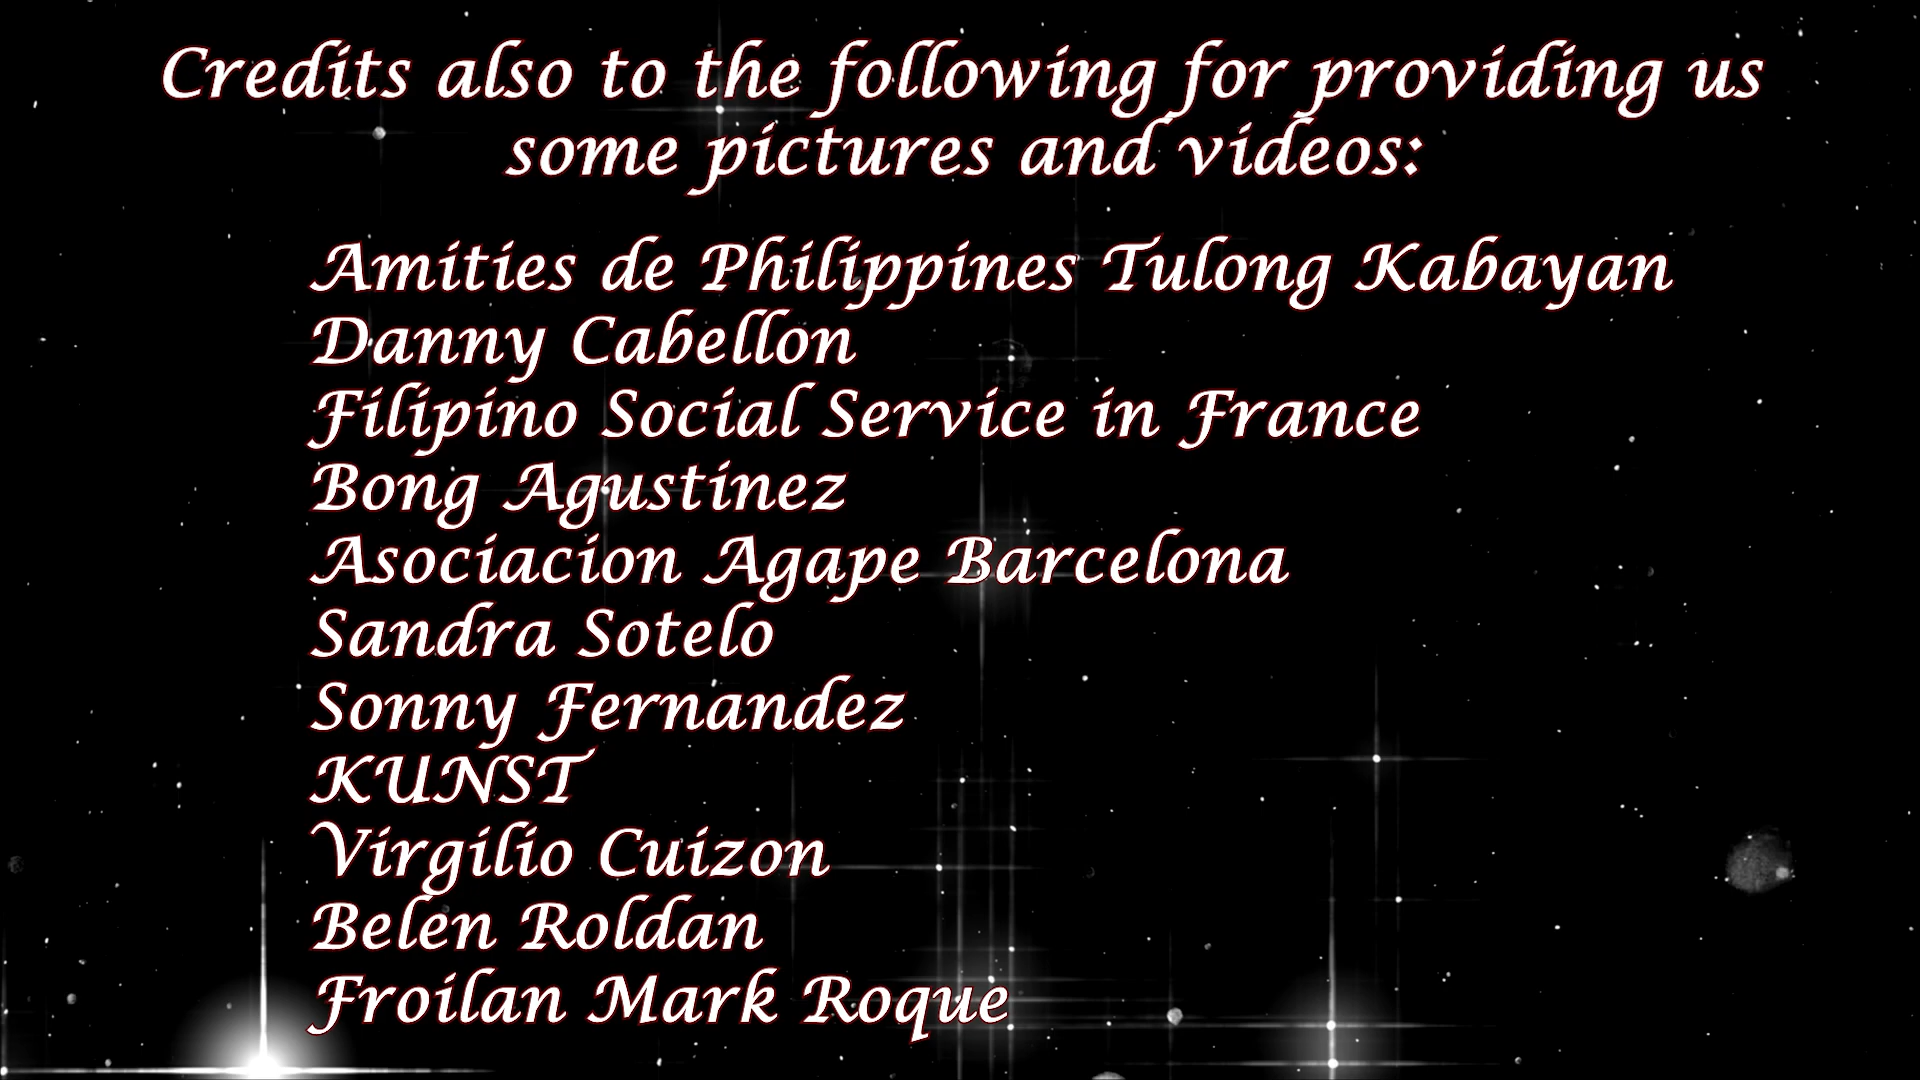 Credits also to the following for providing us
some pictures and videos:
Amities de Philippines Tulong Kabayan
Danny Cabellon
Filipino Social Service in France
Bong Agustinez
Asociacion Agape Barcelona
Sandra Sotelo
Sonny Fernandez
KUNST
Virgilio Cuizon
Belen Roldan
Froilan Mark Roque